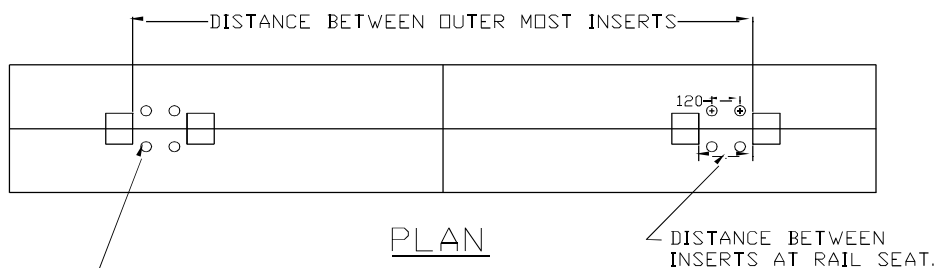 DISTANCE BETWEEN OUTER MOST INSERTS
120
PLAN
DISTANCE BETWEEN
INSERTS AT RAIL SEAT.